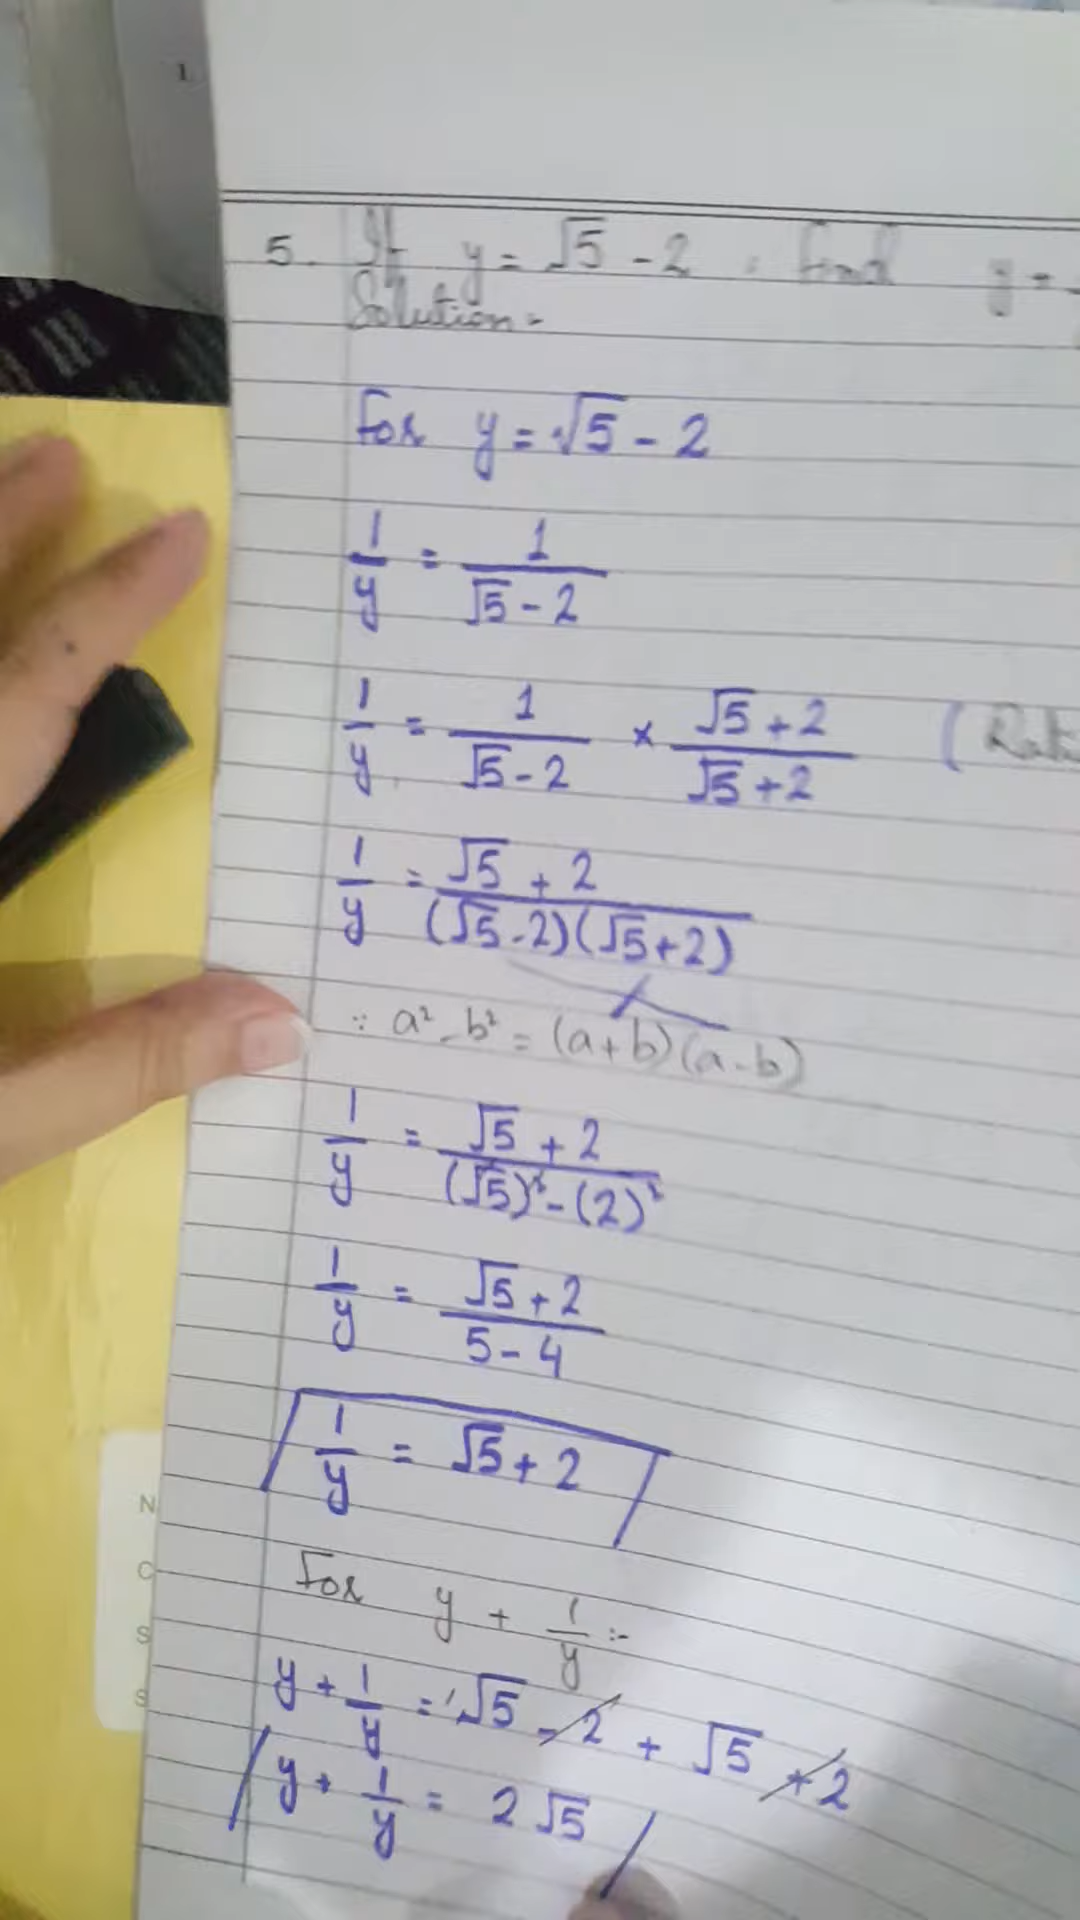 1.
5. If y = √5 - 2 , find y =
Solution:-
For y = √5 - 2
1/y = 1/(√5 - 2)
1/y = 1/(√5 - 2) × (√5 + 2)/(√5 + 2) (
1/y = (√5 + 2)/((√5 - 2)(√5 + 2))
∵ a² - b² = (a+b)(a-b)
1/y = (√5 + 2)/((√5)² - (2)²)
1/y = (√5 + 2)/(5 - 4)
1/y = √5 + 2
For y + 1/y :-
y + 1/y = √5 - 2 + √5 + 2
y + 1/y = 2√5
N
C
S
S